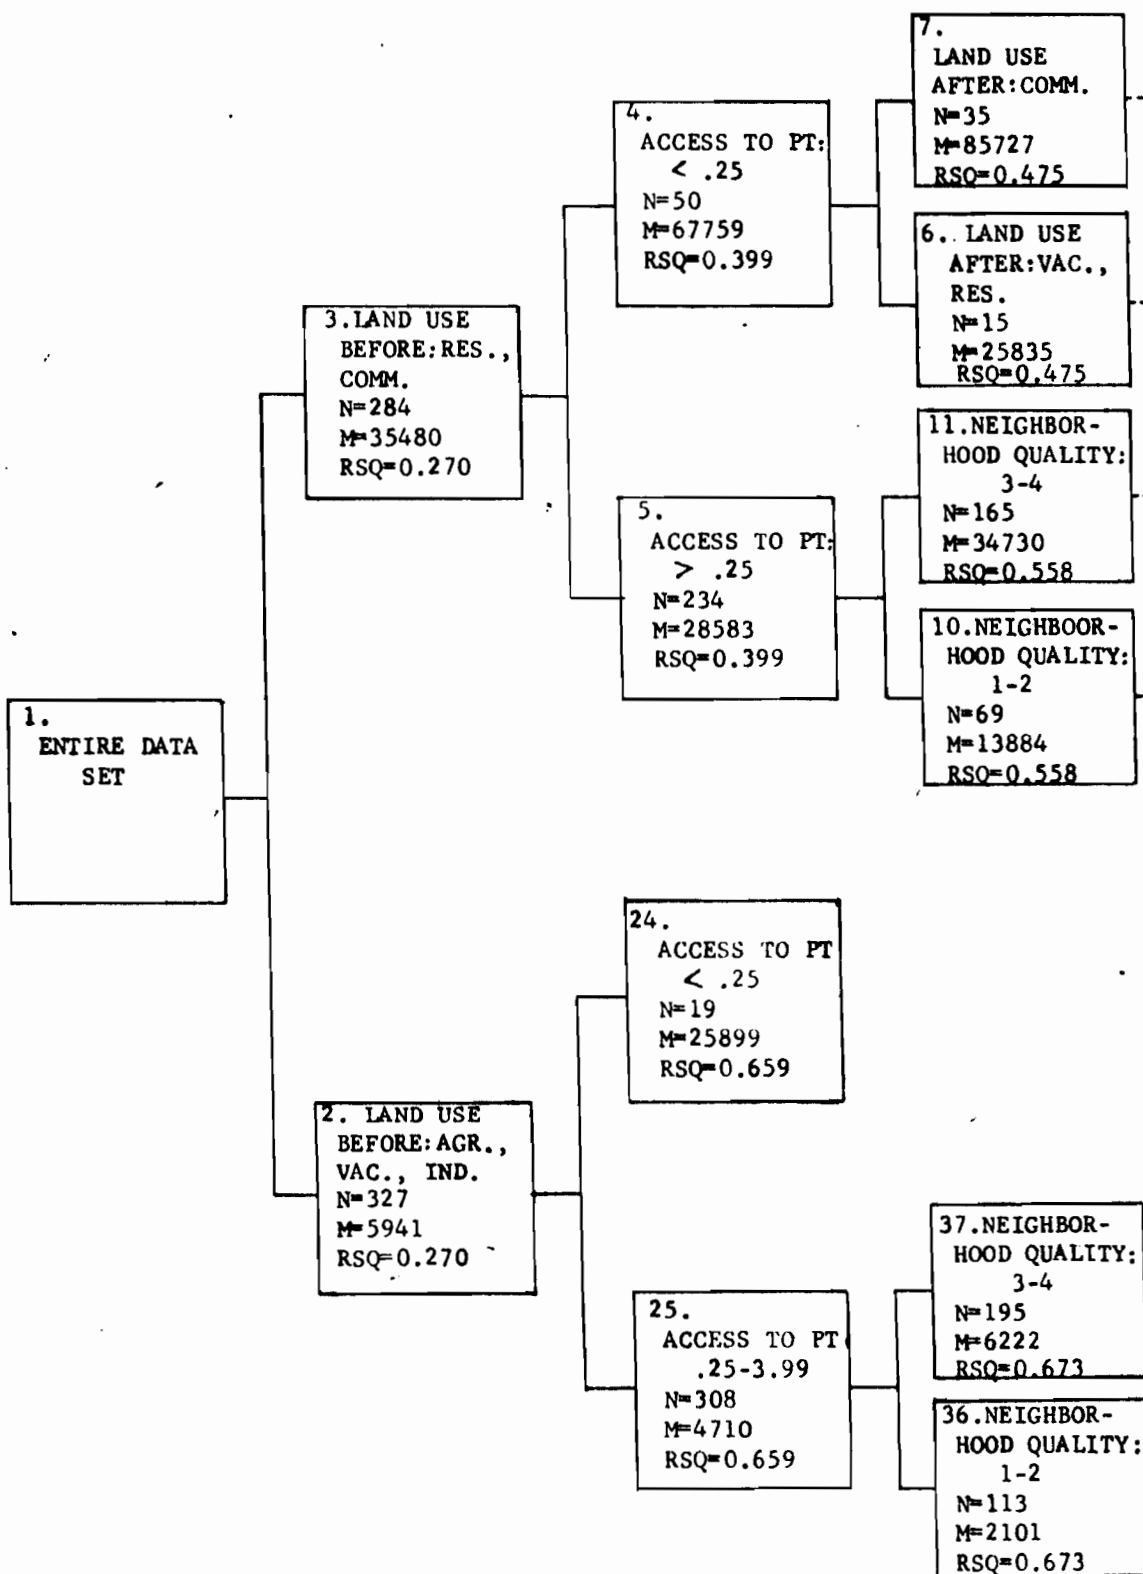 1.
ENTIRE DATA
SET
3.LAND USE
BEFORE:RES.,
COMM.
N=284
M=35480
RSQ=0.270
2. LAND USE
BEFORE:AGR.,
VAC., IND.
N=327
M=5941
RSQ=0.270
4.
ACCESS TO PT:
< .25
N=50
M=67759
RSQ=0.399
5.
ACCESS TO PT:
> .25
N=234
M=28583
RSQ=0.399
24.
ACCESS TO PT
< .25
N=19
M=25899
RSQ=0.659
25.
ACCESS TO PT
.25-3.99
N=308
M=4710
RSQ=0.659
7.
LAND USE
AFTER:COMM.
N=35
M=85727
RSQ=0.475
6. LAND USE
AFTER:VAC.,
RES.
N=15
M=25835
RSQ=0.475
11.NEIGHBOR-
HOOD QUALITY:
3-4
N=165
M=34730
RSQ=0.558
10.NEIGHBOOR-
HOOD QUALITY:
1-2
N=69
M=13884
RSQ=0.558
37.NEIGHBOR-
HOOD QUALITY:
3-4
N=195
M=6222
RSQ=0.673
36.NEIGHBOR-
HOOD QUALITY:
1-2
N=113
M=2101
RSQ=0.673